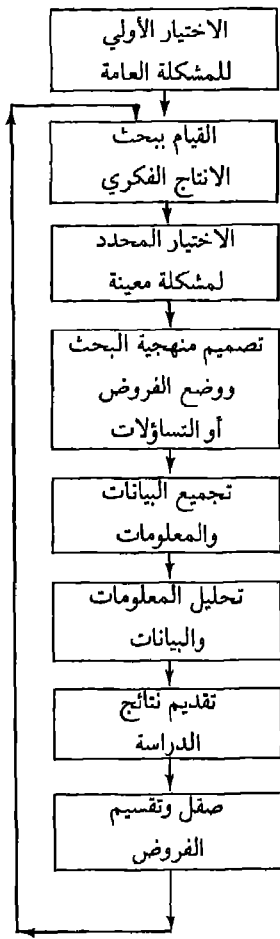 الاختيار الأولي
للمشكلة العامة
القيام ببحث
الانتاج الفكري
الاختيار المحدد
لمشكلة معينة
تصميم منهجية البحث
ووضع الفروض
أو التساؤلات
تجميع البيانات
والمعلومات
تحليل المعلومات
والبيانات
تقديم نتائج
الدراسة
صقل وتقسيم
الفروض